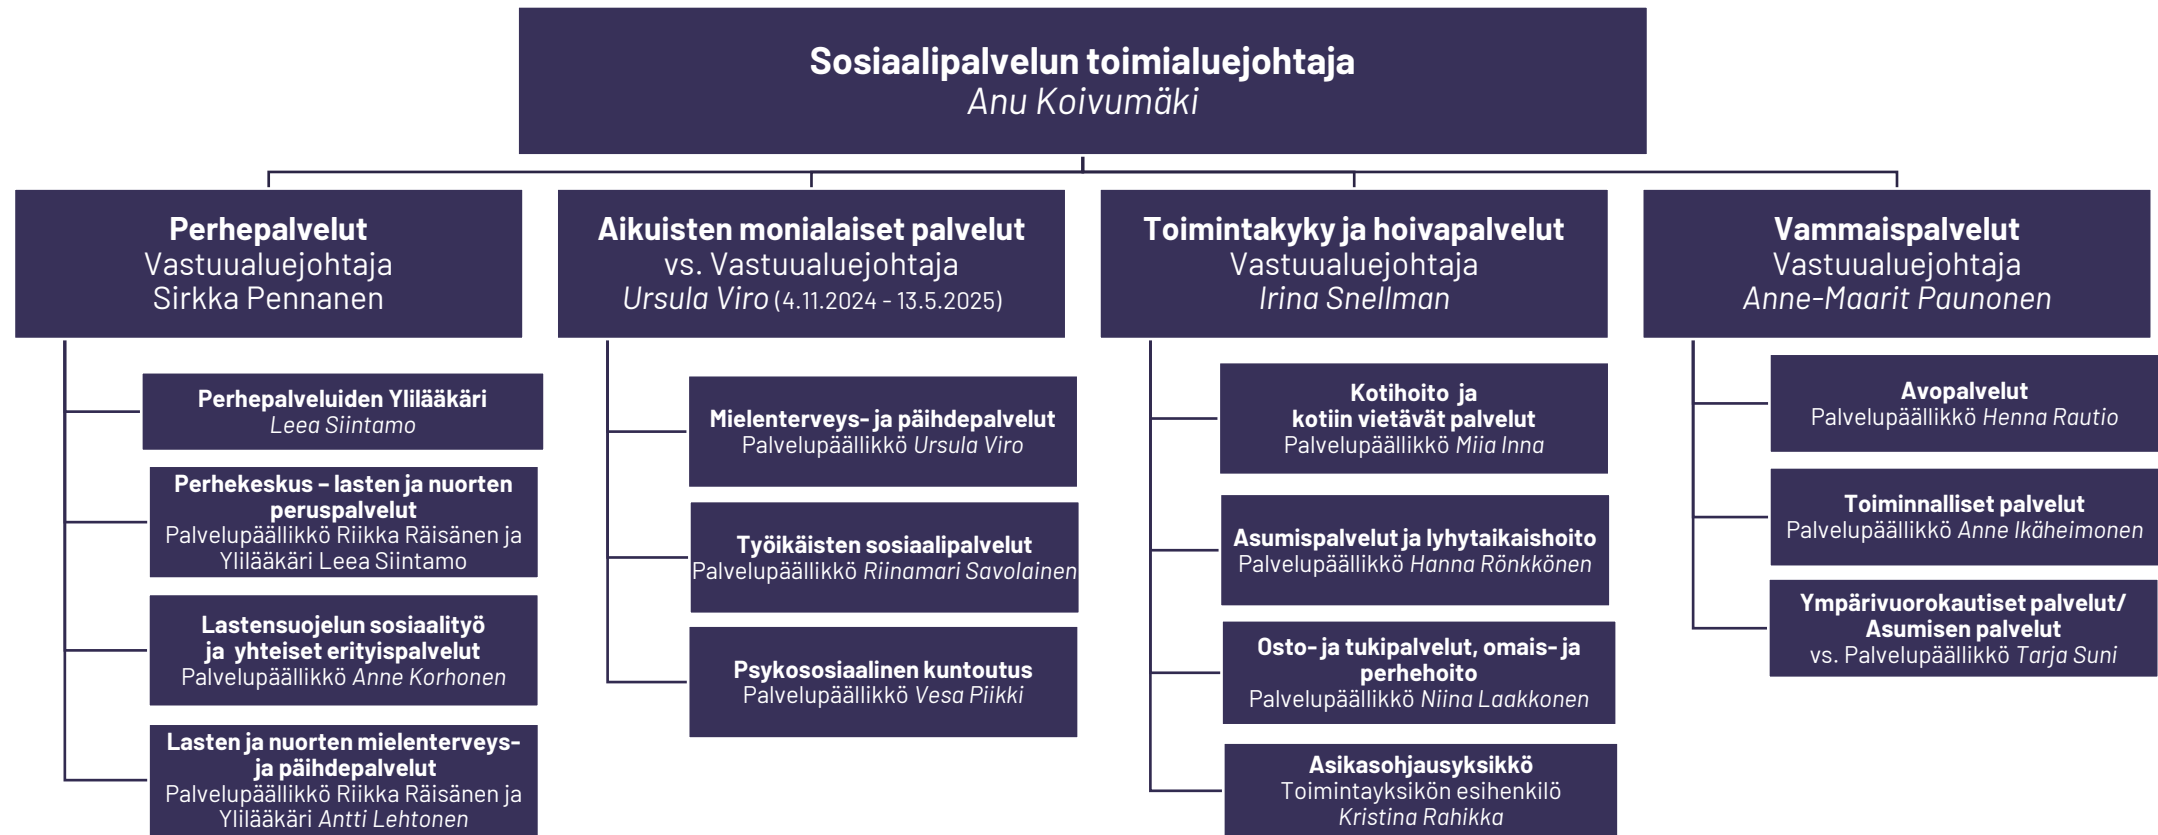 Sosiaalipalvelun toimialuejohtaja
Anu Koivumäki
Perhepalvelut
Vastuualuejohtaja
Sirkka Pennanen
Perhepalveluiden Ylilääkäri
Leea Siintamo
Perhekeskus – lasten ja nuorten
peruspalvelut
Palvelupäällikkö Riikka Räisänen ja
Ylilääkäri Leea Siintamo
Lastensuojelun sosiaalityö
ja yhteiset erityispalvelut
Palvelupäällikkö Anne Korhonen
Lasten ja nuorten mielenterveys-
ja päihdepalvelut
Palvelupäällikkö Riikka Räisänen ja
Ylilääkäri Antti Lehtonen
Aikuisten monialaiset palvelut
vs. Vastuualuejohtaja
Ursula Viro (4.11.2024 - 13.5.2025)
Mielenterveys- ja päihdepalvelut
Palvelupäällikkö Ursula Viro
Työikäisten sosiaalipalvelut
Palvelupäällikkö Riinamari Savolainen
Psykososiaalinen kuntoutus
Palvelupäällikkö Vesa Piikki
Toimintakyky ja hoivapalvelut
Vastuualuejohtaja
Irina Snellman
Kotihoito ja
kotiin vietävät palvelut
Palvelupäällikkö Miia Inna
Asumispalvelut ja lyhytaikaishoito
Palvelupäällikkö Hanna Rönkkönen
Osto- ja tukipalvelut, omais- ja
perhehoito
Palvelupäällikkö Niina Laakkonen
Asikasohjausyksikkö
Toimintayksikön esihenkilö
Kristina Rahikka
Vammaispalvelut
Vastuualuejohtaja
Anne-Maarit Paunonen
Avopalvelut
Palvelupäällikkö Henna Rautio
Toiminnalliset palvelut
Palvelupäällikkö Anne Ikäheimonen
Ympärivuorokautiset palvelut/
Asumisen palvelut
vs. Palvelupäällikkö Tarja Suni